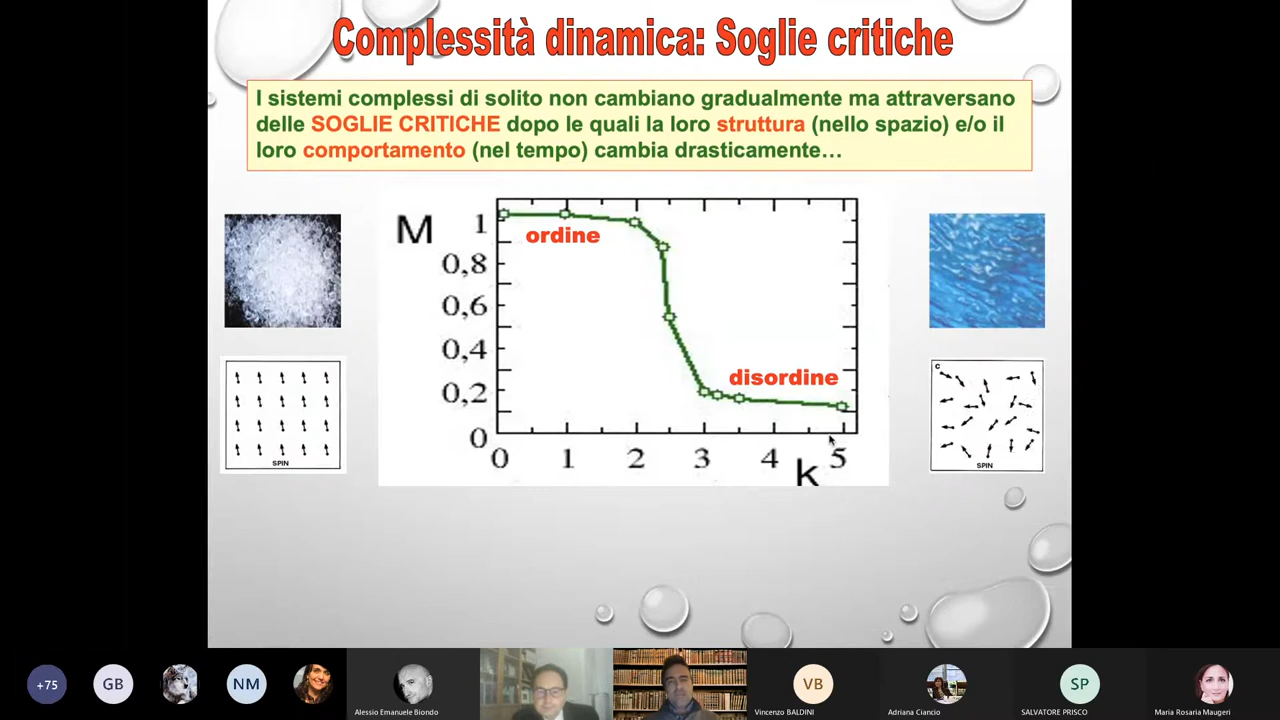 Complessità dinamica: Soglie critiche
I sistemi complessi di solito non cambiano gradualmente ma attraversano
delle SOGLIE CRITICHE dopo le quali la loro struttura (nello spazio) e/o il
loro comportamento (nel tempo) cambia drasticamente...
M
1
0,8
0,6
0,4
0,2
0
ordine
disordine
0 1 2 3 4 5
k
SPIN
C
SPIN
+75
GB
NM
Alessio Emanuele Biondo
VB
Vincenzo BALDINI
Adriana Ciancio
SP
SALVATORE PRISCO
Maria Rosaria Maugeri